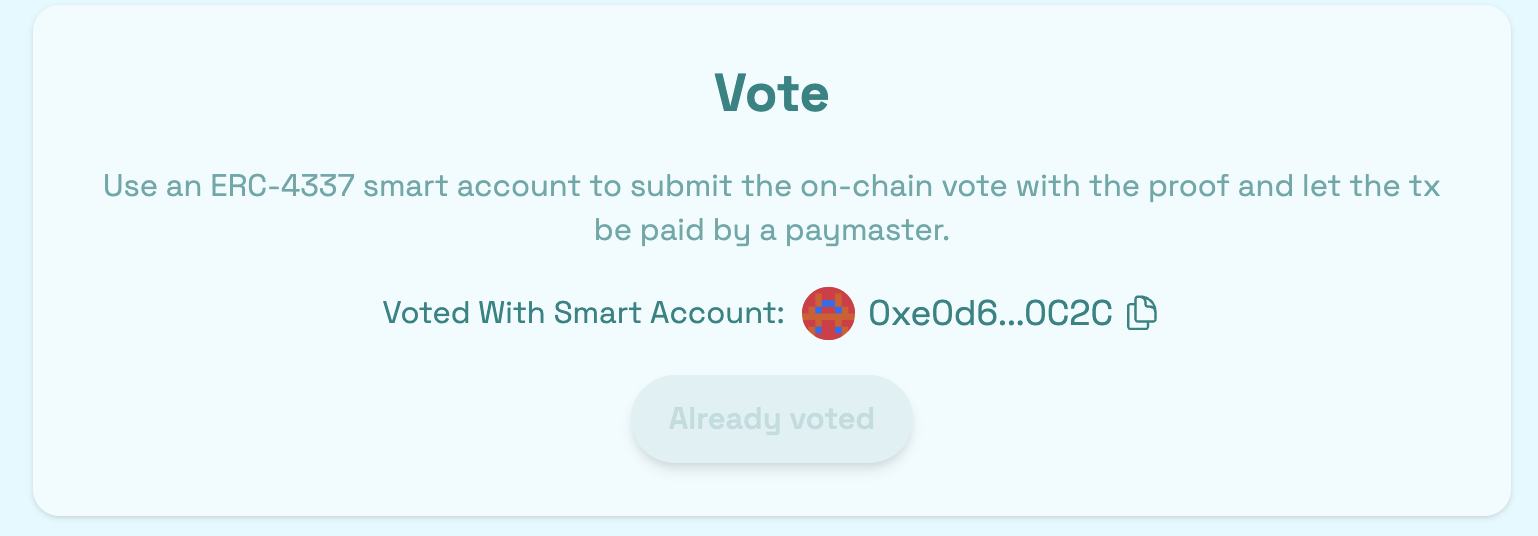 Vote
Use an ERC-4337 smart account to submit the on-chain vote with the proof and let the tx
be paid by a paymaster.
Voted With Smart Account: 0xe0d6...0C2C
Already voted